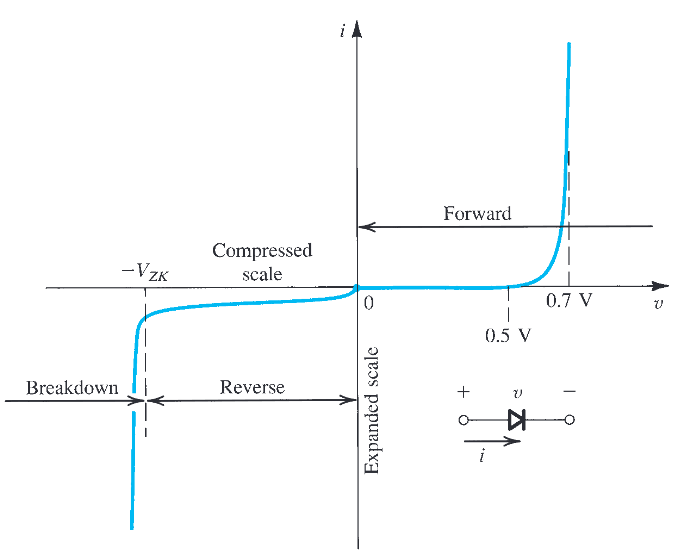 i
Forward
Compressed
scale
−V_ZK
0
0.7 V
v
0.5 V
Expanded scale
Breakdown
Reverse
+ v −
i